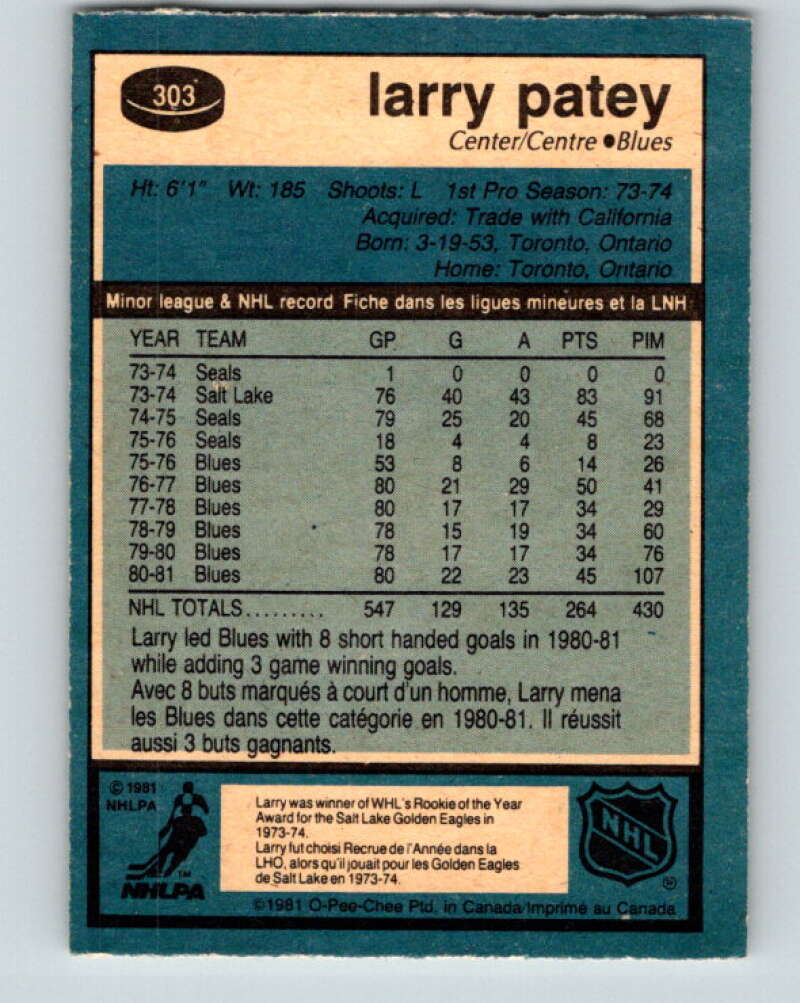 303
larry patey
Center/Centre ●Blues
Ht: 6'1" Wt: 185 Shoots: L 1st Pro Season: 73-74
Acquired: Trade with California
Born: 3-19-53, Toronto, Ontario
Home: Toronto, Ontario
Minor league & NHL record Fiche dans les ligues mineures et la LNH
YEAR TEAM GP G A PTS PIM
73-74 Seals 1 0 0 0 0
73-74 Salt Lake 76 40 43 83 91
74-75 Seals 79 25 20 45 68
75-76 Seals 18 4 4 8 23
75-76 Blues 53 8 6 14 26
76-77 Blues 80 21 29 50 41
77-78 Blues 80 17 17 34 29
78-79 Blues 78 15 19 34 60
79-80 Blues 78 17 17 34 76
80-81 Blues 80 22 23 45 107
NHL TOTALS......... 547 129 135 264 430
Larry led Blues with 8 short handed goals in 1980-81
while adding 3 game winning goals.
Avec 8 buts marqués à court d'un homme, Larry mena
les Blues dans cette catégorie en 1980-81. Il réussit
aussi 3 buts gagnants.
© 1981
NHLPA
TM
NHLPA
Larry was winner of WHL's Rookie of the Year
Award for the Salt Lake Golden Eagles in
1973-74.
Larry fut choisi Recrue de l'Année dans la
LHO, alors qu'il jouait pour les Golden Eagles
de Salt Lake en 1973-74.
NHL
®
©1981 O-Pee-Chee Ptd. in Canada/Imprimé au Canada